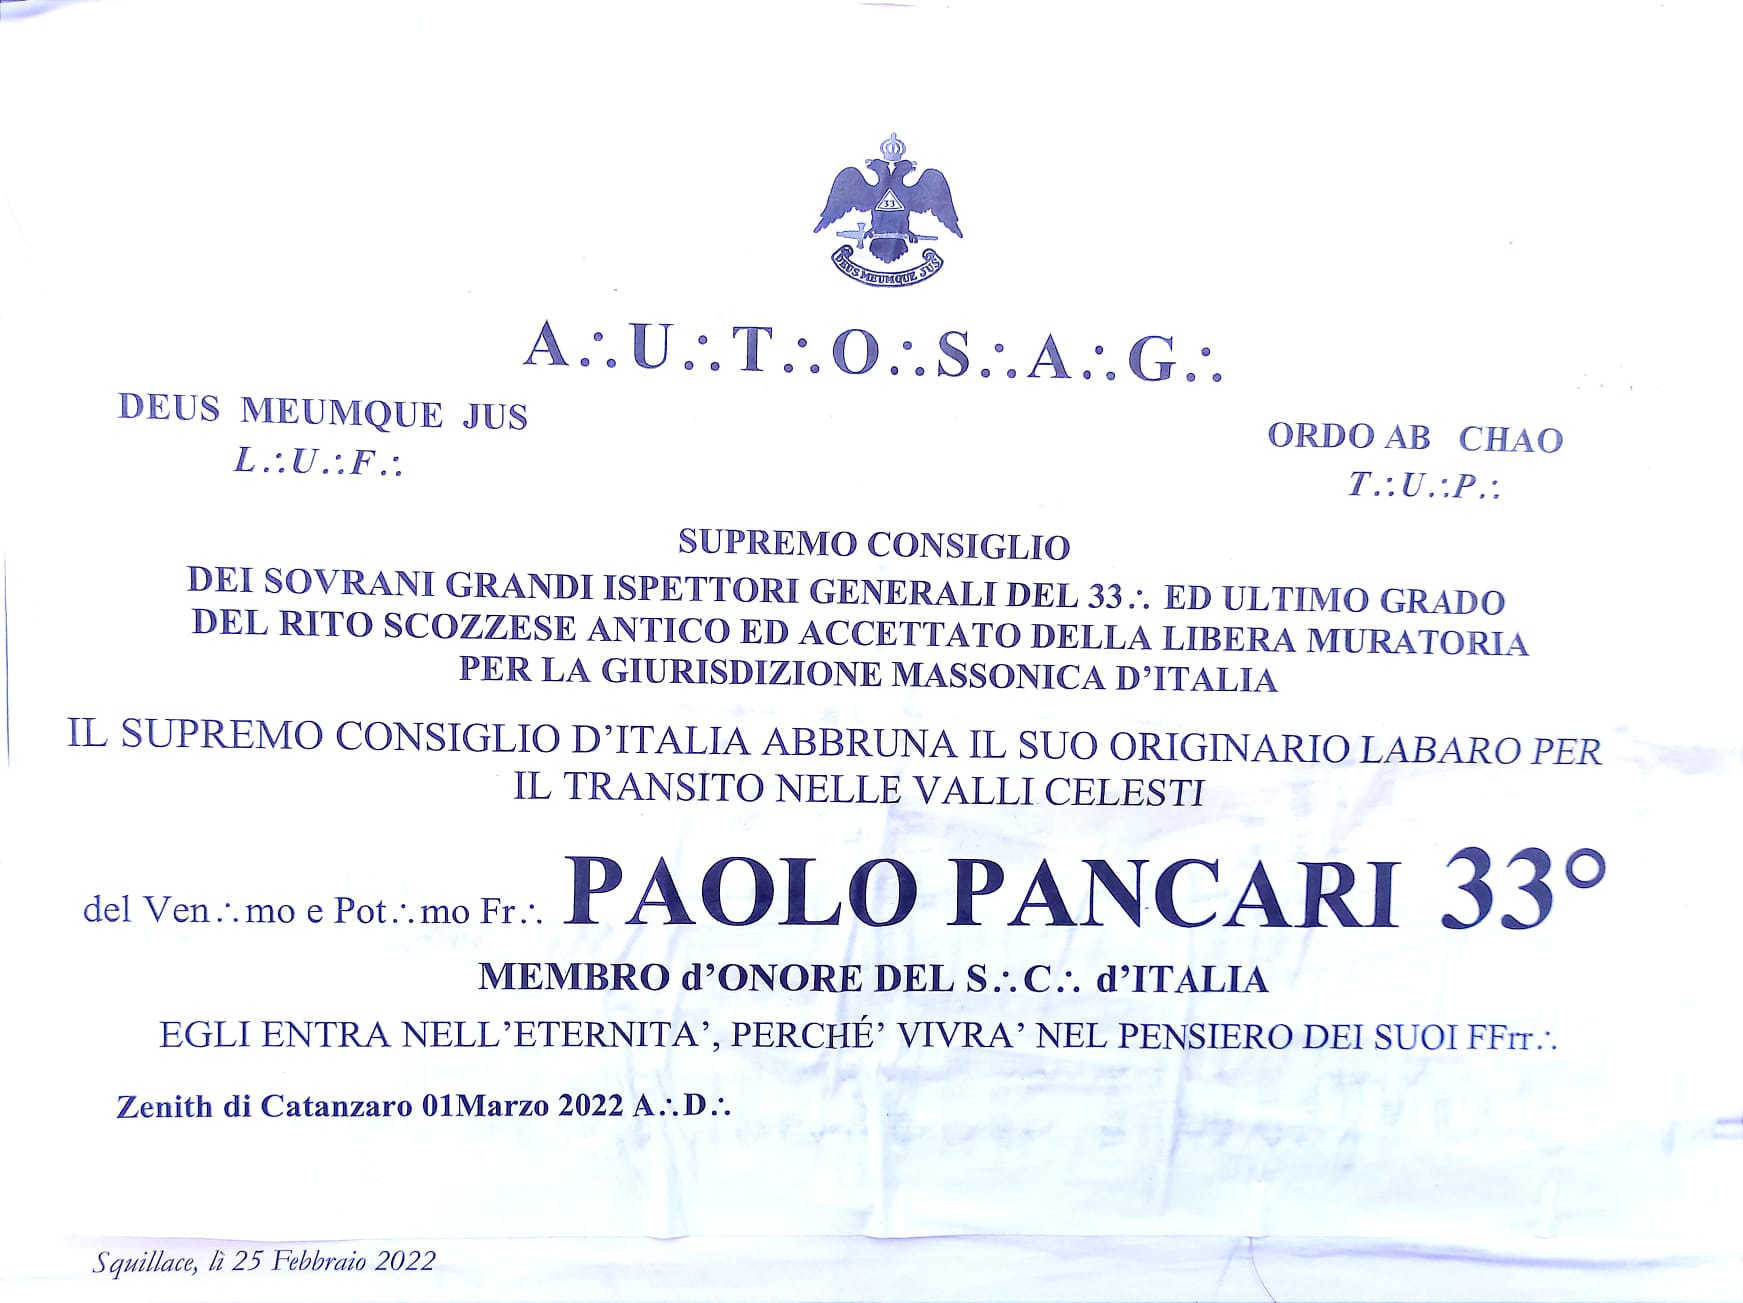 33
DEUS MEUMQUE JUS
A∴U∴T∴O∴S∴A∴G∴
DEUS MEUMQUE JUS
L∴U∴F∴
ORDO AB CHAO
T∴U∴P∴
SUPREMO CONSIGLIO
DEI SOVRANI GRANDI ISPETTORI GENERALI DEL 33∴ ED ULTIMO GRADO
DEL RITO SCOZZESE ANTICO ED ACCETTATO DELLA LIBERA MURATORIA
PER LA GIURISDIZIONE MASSONICA D’ITALIA
IL SUPREMO CONSIGLIO D’ITALIA ABBRUNA IL SUO ORIGINARIO LABARO PER
IL TRANSITO NELLE VALLI CELESTI
del Ven∴mo e Pot∴mo Fr∴ PAOLO PANCARI 33°
MEMBRO d’ONORE DEL S∴C∴ d’ITALIA
EGLI ENTRA NELL’ETERNITA’, PERCHÉ’ VIVRA’ NEL PENSIERO DEI SUOI FFrr∴
Zenith di Catanzaro 01Marzo 2022 A∴D∴
Squillace, lì 25 Febbraio 2022